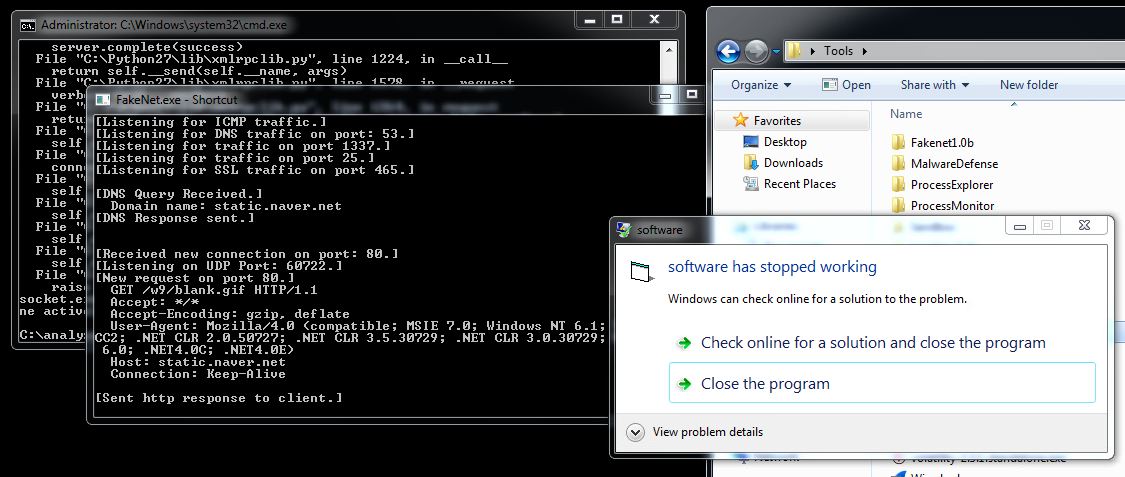 Administrator: C:\Windows\system32\cmd.exe
server.complete(success)
File "C:\Python27\lib\xmlrpclib.py", line 1224, in __call__
return self.__send(self.__name, args)
File "C:\Python27\lib\xmlrpclib.py", line 1578, in __request
verb
retu
File "
self
File "
conn
File "
self
File "
self
File "
self
File "
self
File "
rais
socket.e
ne activ
C:\analy
FakeNet.exe - Shortcut
[Listening for ICMP traffic.]
[Listening for DNS traffic on port: 53.]
[Listening for traffic on port 1337.]
[Listening for traffic on port 25.]
[Listening for SSL traffic on port 465.]
[DNS Query Received.]
Domain name: static.naver.net
[DNS Response sent.]
[Received new connection on port: 80.]
[Listening on UDP Port: 60722.]
[New request on port 80.]
GET /w9/blank.gif HTTP/1.1
Accept: */*
Accept-Encoding: gzip, deflate
User-Agent: Mozilla/4.0 (compatible; MSIE 7.0; Windows NT 6.1;
CC2; .NET CLR 2.0.50727; .NET CLR 3.5.30729; .NET CLR 3.0.30729;
6.0; .NET4.0C; .NET4.0E)
Host: static.naver.net
Connection: Keep-Alive
[Sent http response to client.]
Tools
Organize
Open
Share with
New folder
Favorites
Desktop
Downloads
Recent Places
Name
Fakenet1.0b
MalwareDefense
ProcessExplorer
ProcessMonitor
software
software has stopped working
Windows can check online for a solution to the problem.
Check online for a solution and close the program
Close the program
View problem details
Network